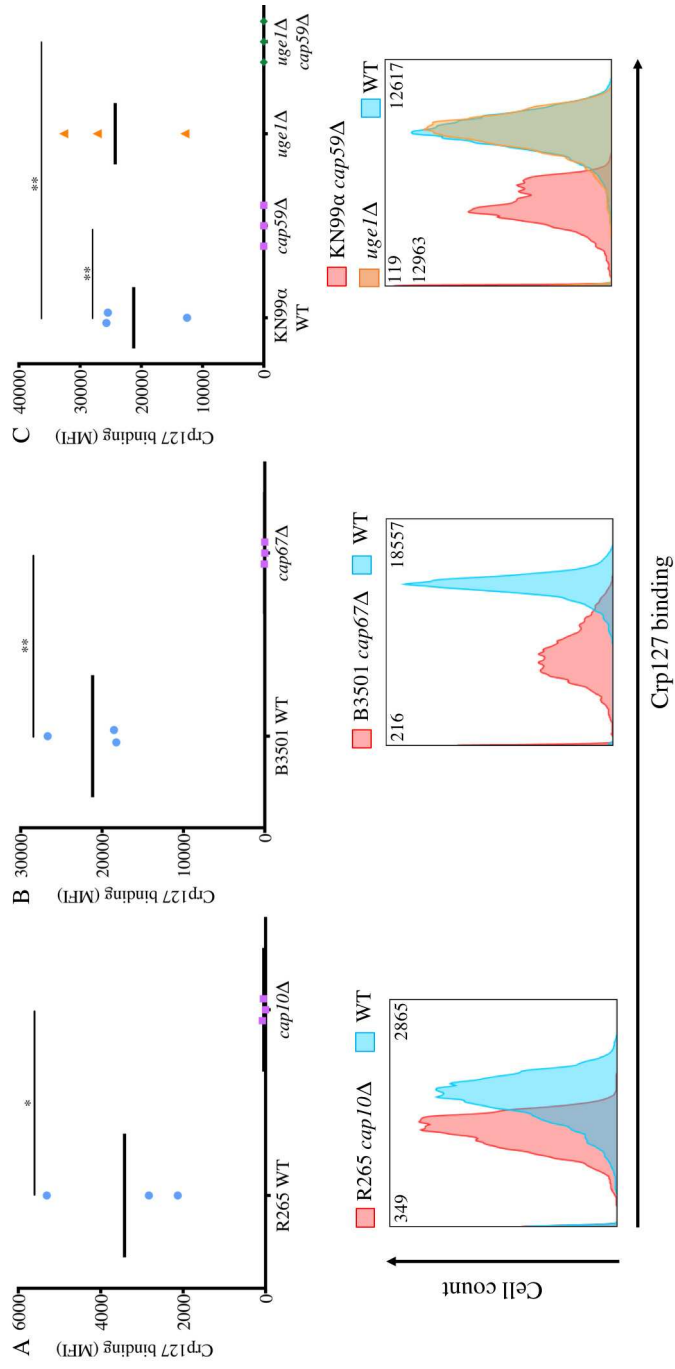 A
Crp127 binding (MFI)
6000
4000
2000
0
*
R265 WT
cap10Δ
B
Crp127 binding (MFI)
30000
20000
10000
0
**
B3501 WT
cap67Δ
C
Crp127 binding (MFI)
40000
30000
20000
10000
0
**
**
KN99α
WT
cap59Δ
uge1Δ
uge1Δ
cap59Δ
R265 cap10Δ
WT
349
2865
B3501 cap67Δ
WT
216
18557
KN99α cap59Δ
uge1Δ
WT
119
12963
12617
Cell count
Crp127 binding